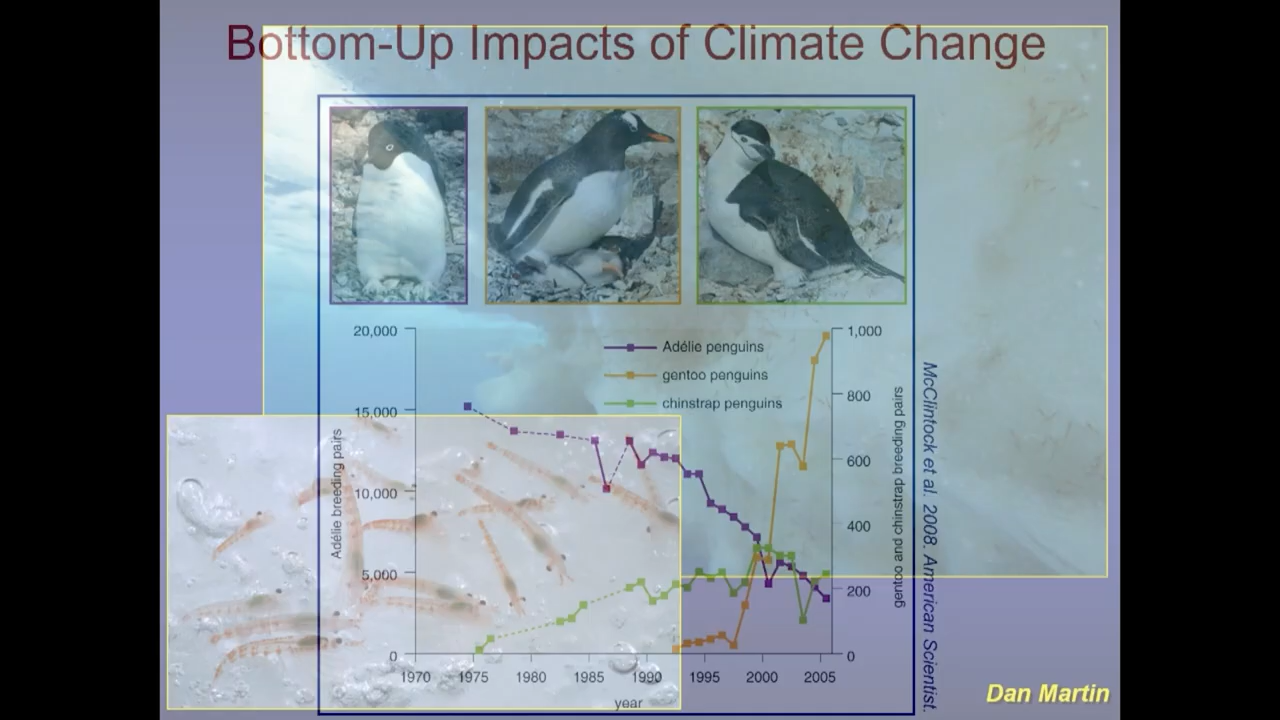 Bottom-Up Impacts of Climate Change
20,000
15,000
10,000
5,000
0
Adélie breeding pairs
Adélie penguins
gentoo penguins
chinstrap penguins
1,000
800
600
400
200
0
gentoo and chinstrap breeding pairs
1970 1975 1980 1985 1990 1995 2000 2005
year
McClintock et al. 2008. American Scientist.
Dan Martin